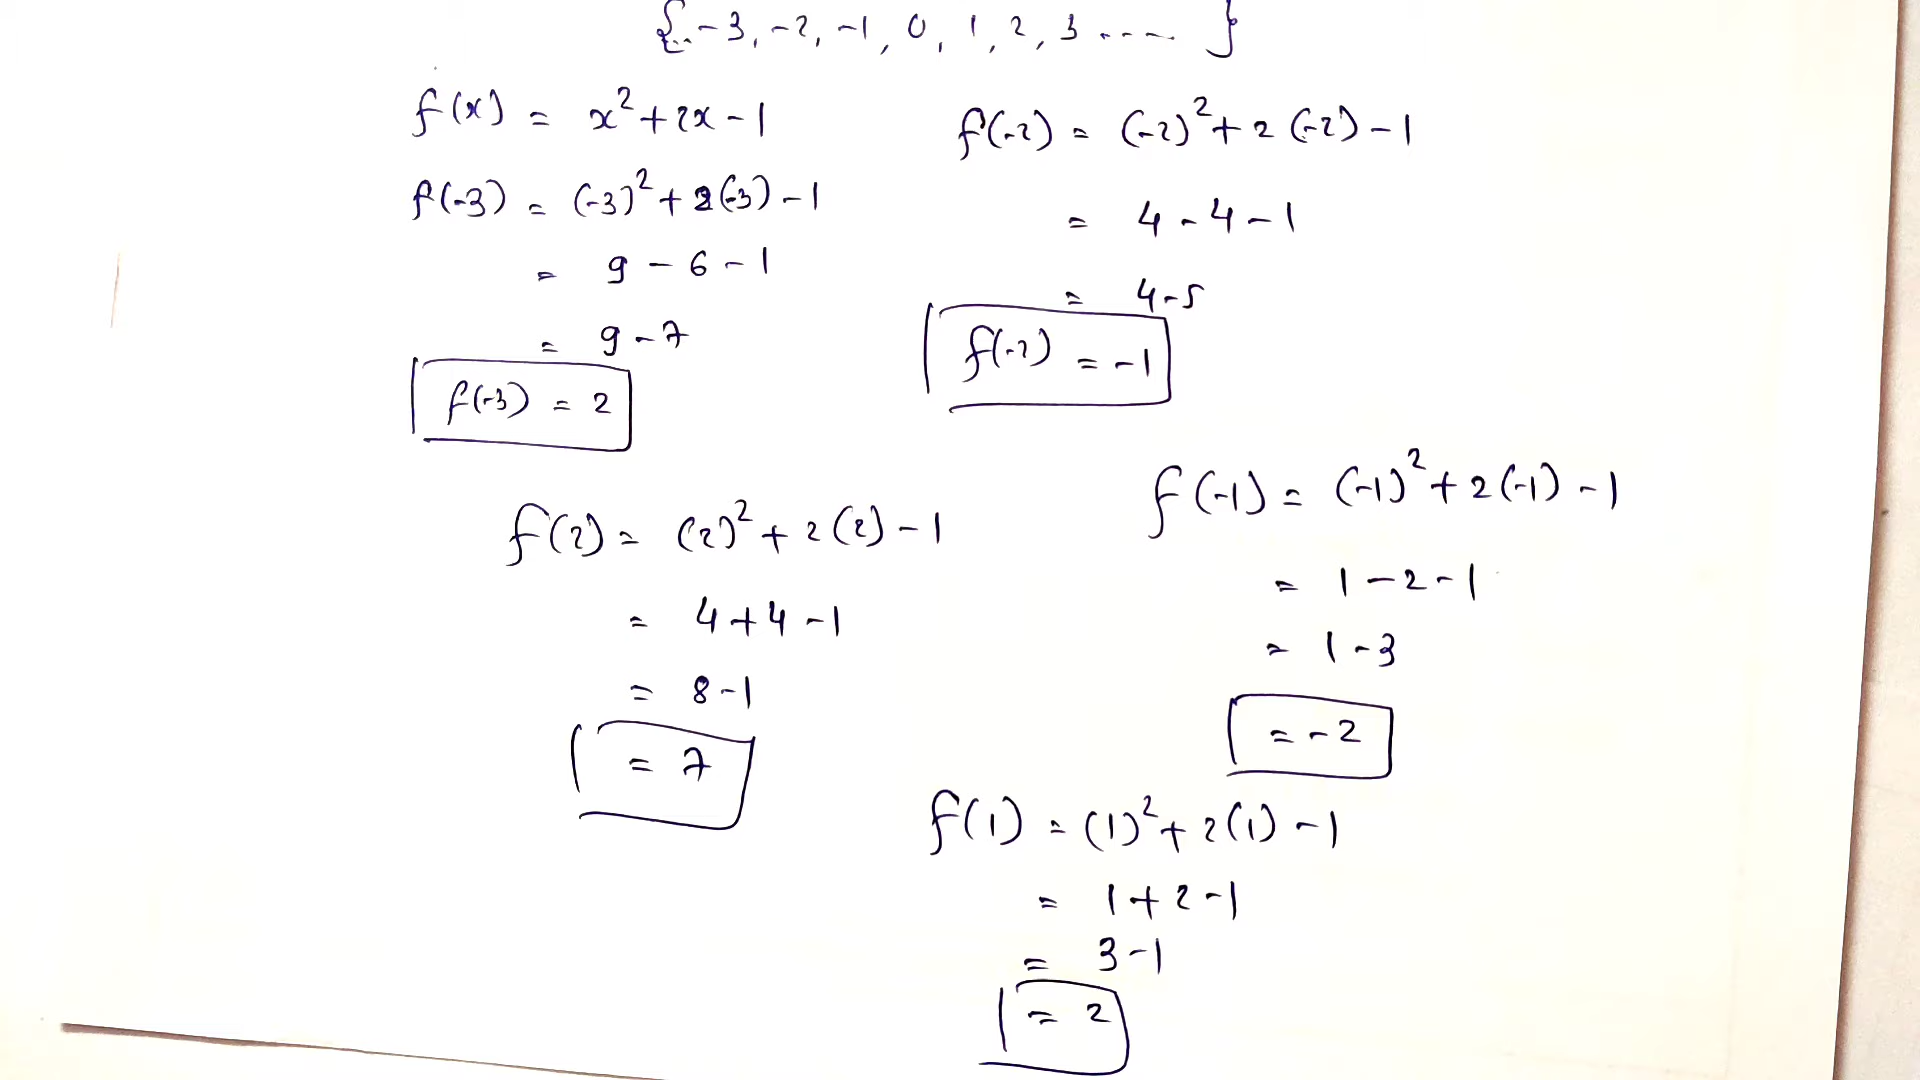 {..-3, -2, -1, 0, 1, 2, 3 ..... }
f(x) = x²+2x-1
f(-3) = (-3)²+2(-3)-1
= 9-6-1
= 9-7
f(-3) = 2
f(-2) = (-2)²+2(-2)-1
= 4-4-1
= 4-5
f(-2) = -1
f(2) = (2)²+2(2)-1
= 4+4-1
= 8-1
= 7
f(-1) = (-1)²+2(-1)-1
= 1-2-1
= 1-3
= -2
f(1) = (1)²+2(1)-1
= 1+2-1
= 3-1
= 2